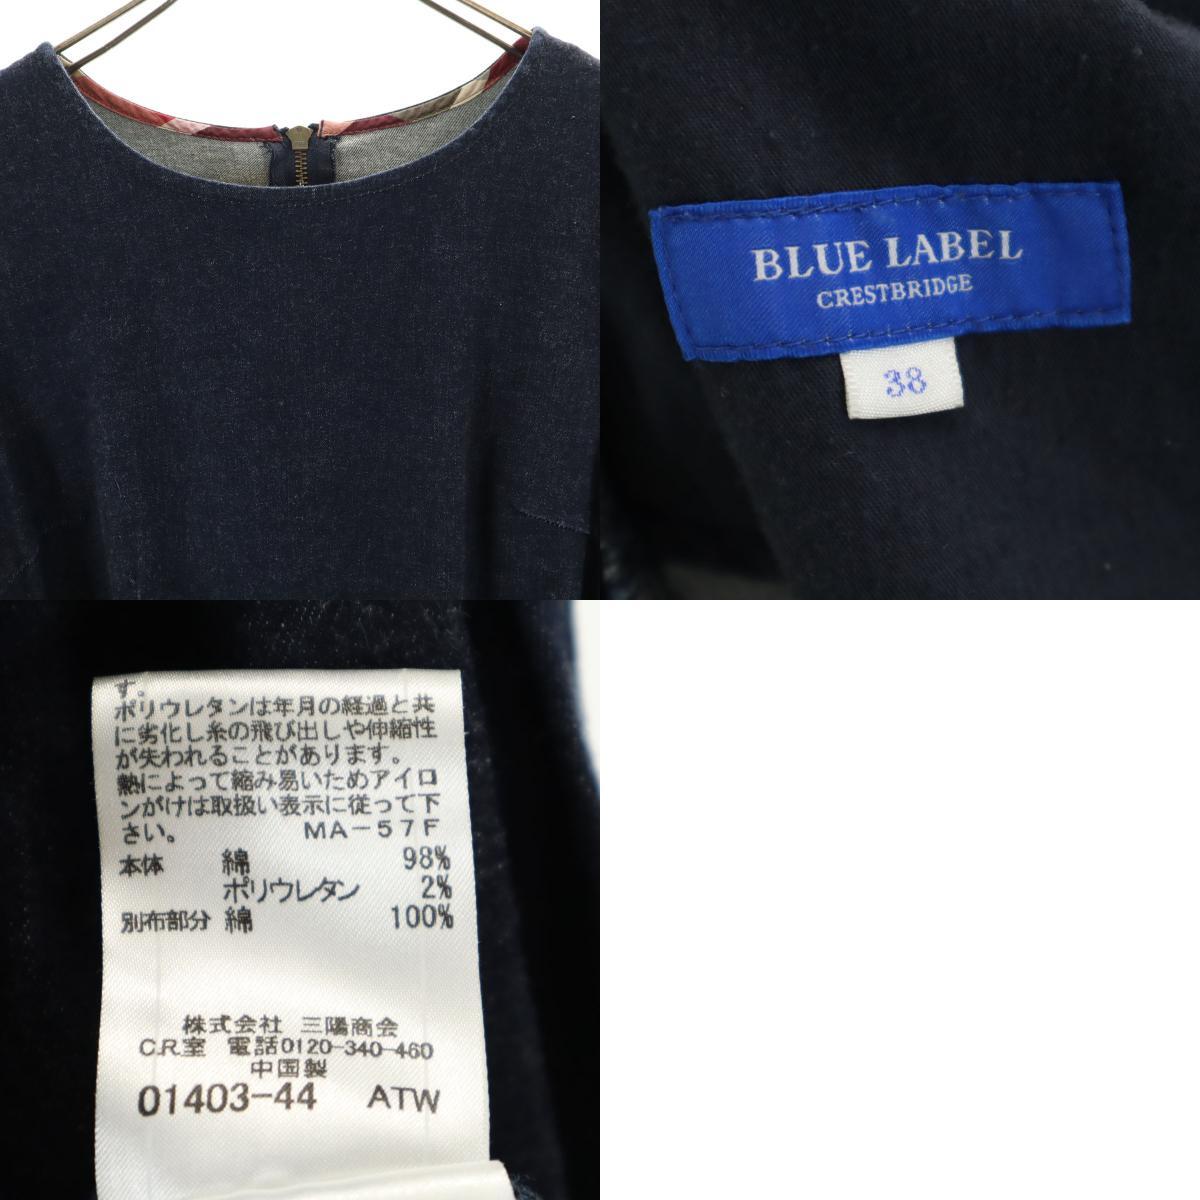 BLUE LABEL
CRESTBRIDGE
38
す。
ポリウレタンは年月の経過と共
に劣化し糸の飛び出しや伸縮性
が失われることがあります。
熱によって縮み易いためアイロ
ンがけは取扱い表示に従って下
さい。 MA-57F
本体 綿 98%
ポリウレタン 2%
別布部分 綿 100%
株式会社 三陽商会
C.R.室 電話0120-340-460
中国製
01403-44 ATW